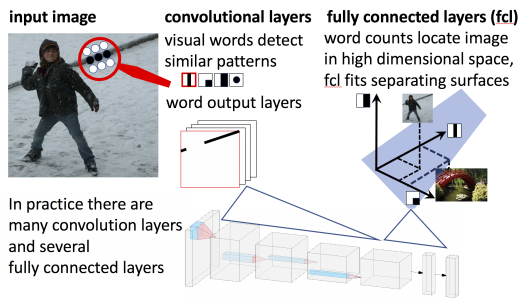 input image
convolutional layers
visual words detect
similar patterns
word output layers
fully connected layers (fcl)
word counts locate image
in high dimensional space,
fcl fits separating surfaces
In practice there are
many convolution layers
and several
fully connected layers